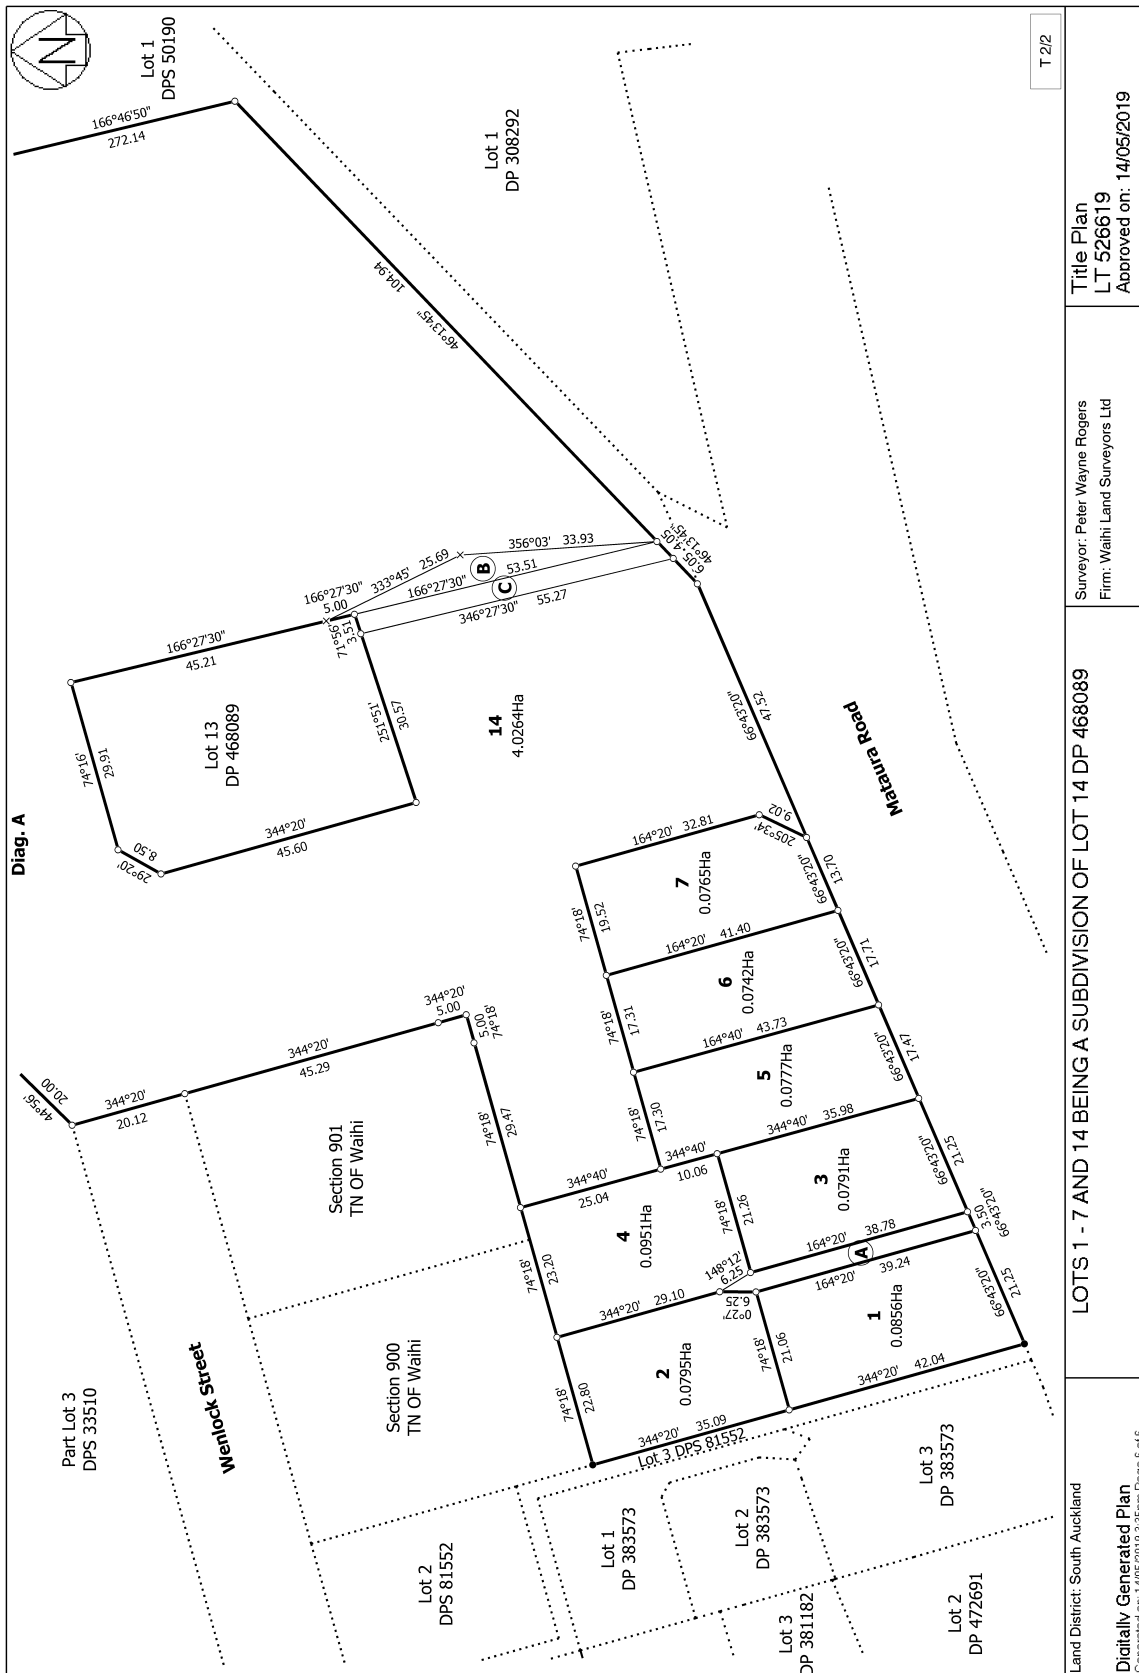 Diag. A
N
Lot 1
DPS 50190
166°46'50"
272.14
Part Lot 3
DPS 33510
Wenlock Street
44°56'
20.00
344°20'
20.12
344°20'
45.29
344°20'
5.00
5.00
74°18'
Section 901
TN OF Waihi
Section 900
TN OF Waihi
74°18'
29.47
74°18'
23.20
74°18'
22.80
74°16'
29.91
29°20'
8.50
344°20'
45.60
Lot 13
DP 468089
166°27'30"
45.21
166°27'30"
5.00
71°56'
3.51
251°51'
30.57
333°45' 25.69
356°03' 33.93
166°27'30" 53.51
346°27'30" 55.27
B
C
104.94
46°13'45"
Lot 1
DP 308292
6.05
4.05
46°13'45"
14
4.0264Ha
66°43'20"
47.52
Mataura Road
9.02
205°34'
66°43'20"
13.70
164°20' 32.81
7
0.0765Ha
74°18'
19.52
164°20' 41.40
6
0.0742Ha
74°18'
17.31
66°43'20"
17.71
164°40' 43.73
5
0.0777Ha
74°18'
17.30
66°43'20"
17.47
344°40'
25.04
344°40'
10.06
344°40' 35.98
4
0.0951Ha
3
0.0791Ha
74°18'
21.26
66°43'20"
21.25
148°12'
6.25
6.25
0°27'
164°20' 38.78
A
164°20' 39.24
3.50
66°43'20"
344°20' 29.10
2
0.0795Ha
74°18'
21.06
1
0.0856Ha
66°43'20"
21.25
344°20' 35.09
344°20' 42.04
Lot 3 DPS 81552
Lot 2
DPS 81552
Lot 1
DP 383573
Lot 2
DP 383573
Lot 3
DP 383573
Lot 3
DP 381182
Lot 2
DP 472691
T 2/2
Land District: South Auckland
Digitally Generated Plan
LOTS 1 - 7 AND 14 BEING A SUBDIVISION OF LOT 14 DP 468089
Surveyor: Peter Wayne Rogers
Firm: Waihi Land Surveyors Ltd
Title Plan
LT 526619
Approved on: 14/05/2019